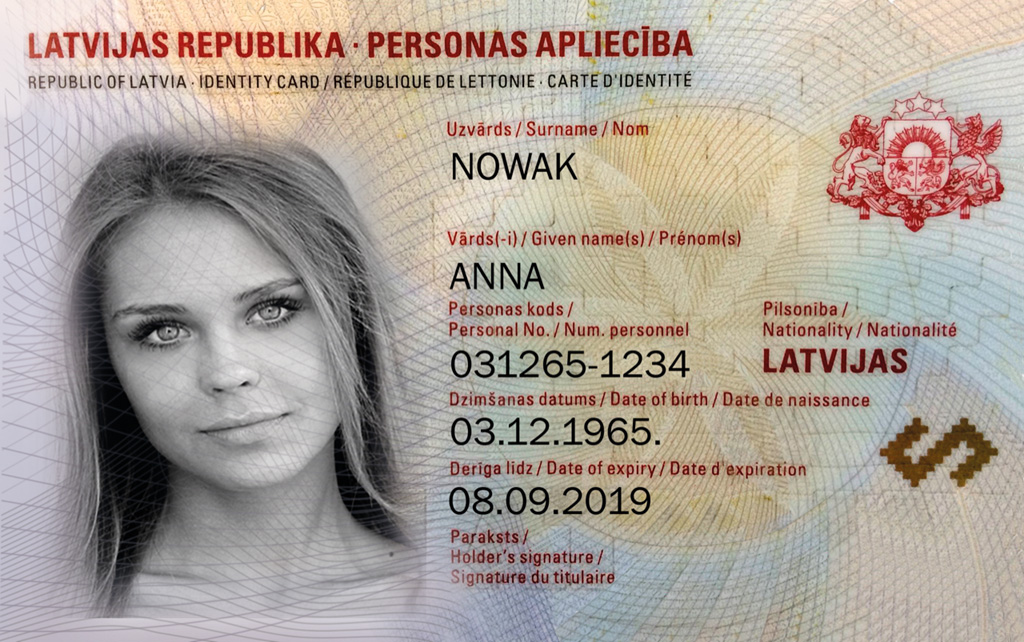 LATVIJAS REPUBLIKA · PERSONAS APLIECĪBA
REPUBLIC OF LATVIA · IDENTITY CARD / RÉPUBLIQUE DE LETTONIE · CARTE D'IDENTITÉ
Uzvārds / Surname / Nom
NOWAK
Vārds(-i) / Given name(s) / Prénom(s)
ANNA
Personas kods /
Personal No. / Num. personnel
031265-1234
Pilsonība /
Nationality / Nationalité
LATVIJAS
Dzimšanas datums / Date of birth / Date de naissance
03.12.1965.
Derīga līdz / Date of expiry / Date d'expiration
08.09.2019
Paraksts /
Holder's signature /
Signature du titulaire